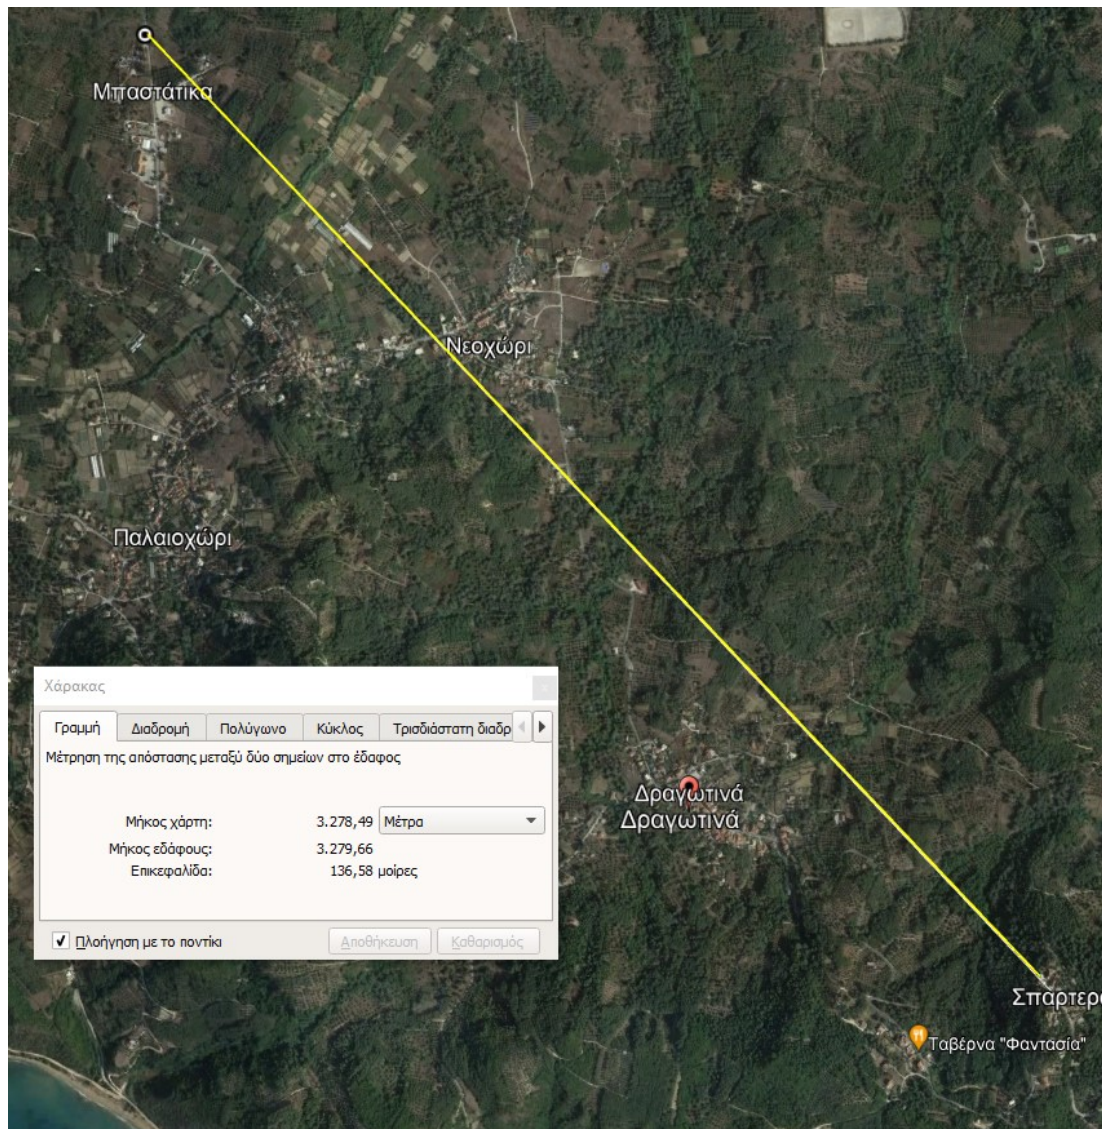 Μπαστάτικα
Νεοχώρι
Παλαιοχώρι
Χάρακας
Γραμμή Διαδρομή Πολύγωνο Κύκλος Τρισδιάστατη διαδρ
Μέτρηση της απόστασης μεταξύ δύο σημείων στο έδαφος
Μήκος χάρτη: 3.278,49 Μέτρα
Μήκος εδάφους: 3.279,66
Επικεφαλίδα: 136,58 μοίρες
Πλοήγηση με το ποντίκι Αποθήκευση Καθαρισμός
Δραγωτινά
Δραγωτινά
Σπαρτερ
Ταβέρνα "Φαντασία"